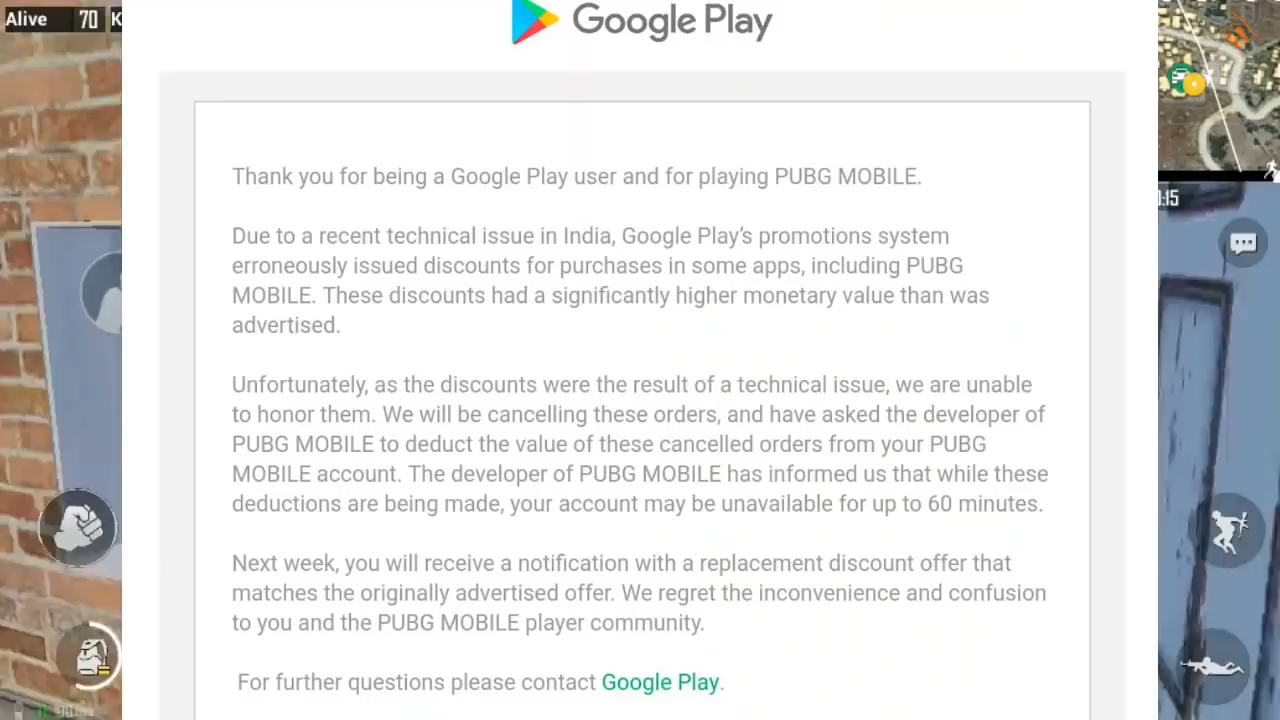 Alive 70 K
Google Play
Thank you for being a Google Play user and for playing PUBG MOBILE.
Due to a recent technical issue in India, Google Play's promotions system
erroneously issued discounts for purchases in some apps, including PUBG
MOBILE. These discounts had a significantly higher monetary value than was
advertised.
Unfortunately, as the discounts were the result of a technical issue, we are unable
to honor them. We will be cancelling these orders, and have asked the developer of
PUBG MOBILE to deduct the value of these cancelled orders from your PUBG
MOBILE account. The developer of PUBG MOBILE has informed us that while these
deductions are being made, your account may be unavailable for up to 60 minutes.
Next week, you will receive a notification with a replacement discount offer that
matches the originally advertised offer. We regret the inconvenience and confusion
to you and the PUBG MOBILE player community.
For further questions please contact Google Play.
:15